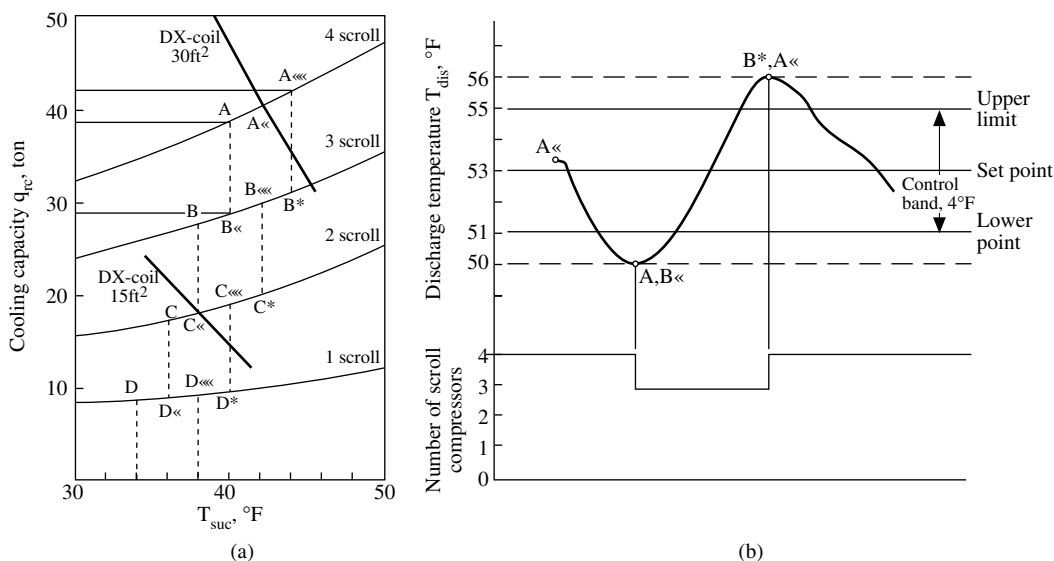 50
40
30
20
10
0
Cooling capacity q_rc, ton
DX-coil
30ft²
4 scroll
A««
A
A«
3 scroll
B««
B
B*
B«
2 scroll
DX-coil
15ft²
C««
C
C«
C*
1 scroll
D««
D
D«
D*
30
40
50
T_suc, °F
(a)
Discharge temperature T_dis, °F
56
55
53
51
50
B*,A«
A«
A,B«
Upper
limit
Set point
Control
band, 4°F
Lower
point
Number of scroll
compressors
4
3
2
1
0
(b)